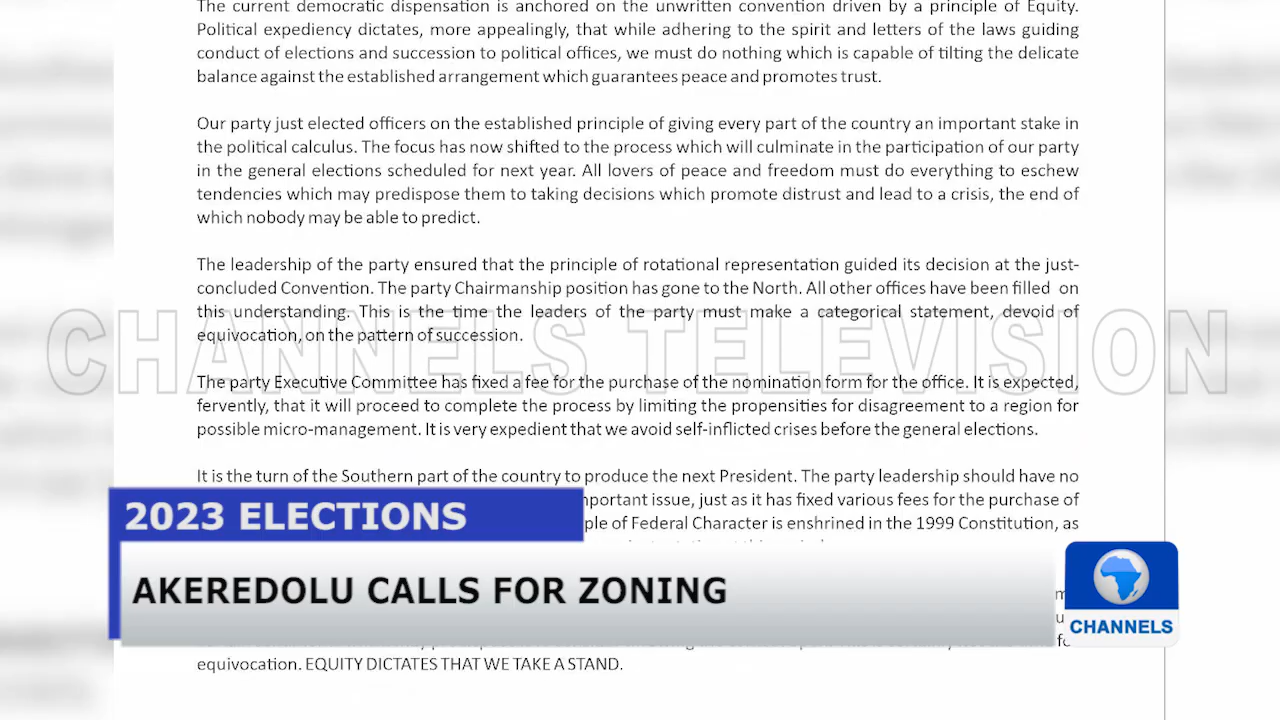 The current democratic dispensation is anchored on the unwritten convention driven by a principle of Equity.
Political expediency dictates, more appealingly, that while adhering to the spirit and letters of the laws guiding
conduct of elections and succession to political offices, we must do nothing which is capable of tilting the delicate
balance against the established arrangement which guarantees peace and promotes trust.
Our party just elected officers on the established principle of giving every part of the country an important stake in
the political calculus. The focus has now shifted to the process which will culminate in the participation of our party
in the general elections scheduled for next year. All lovers of peace and freedom must do everything to eschew
tendencies which may predispose them to taking decisions which promote distrust and lead to a crisis, the end of
which nobody may be able to predict.
The leadership of the party ensured that the principle of rotational representation guided its decision at the just-
concluded Convention. The party Chairmanship position has gone to the North. All other offices have been filled on
this understanding. This is the time the leaders of the party must make a categorical statement, devoid of
equivocation, on the pattern of succession.
CHANNELS TELEVISION
The party Executive Committee has fixed a fee for the purchase of the nomination form for the office. It is expected,
fervently, that it will proceed to complete the process by limiting the propensities for disagreement to a region for
possible micro-management. It is very expedient that we avoid self-inflicted crises before the general elections.
It is the turn of the Southern part of the country to produce the next President. The party leadership should have no
issue, just as it has fixed various fees for the purchase of
of Federal Character is enshrined in the 1999 Constitution, as
2023 ELECTIONS
AKEREDOLU CALLS FOR ZONING
CHANNELS
equivocation. EQUITY DICTATES THAT WE TAKE A STAND.